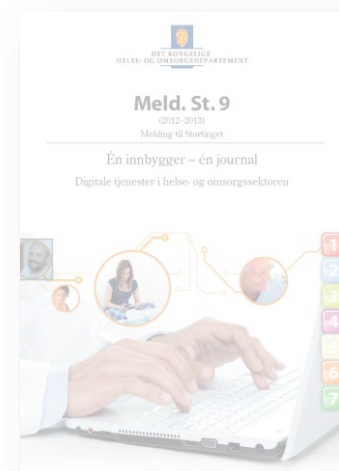 DET KONGELIGE
HELSE- OG OMSORGSDEPARTEMENT
Meld. St. 9
(2012–2013)
Melding til Stortinget
Én innbygger – én journal
Digitale tjenester i helse- og omsorgssektoren
1
2
3
4
5
6
7